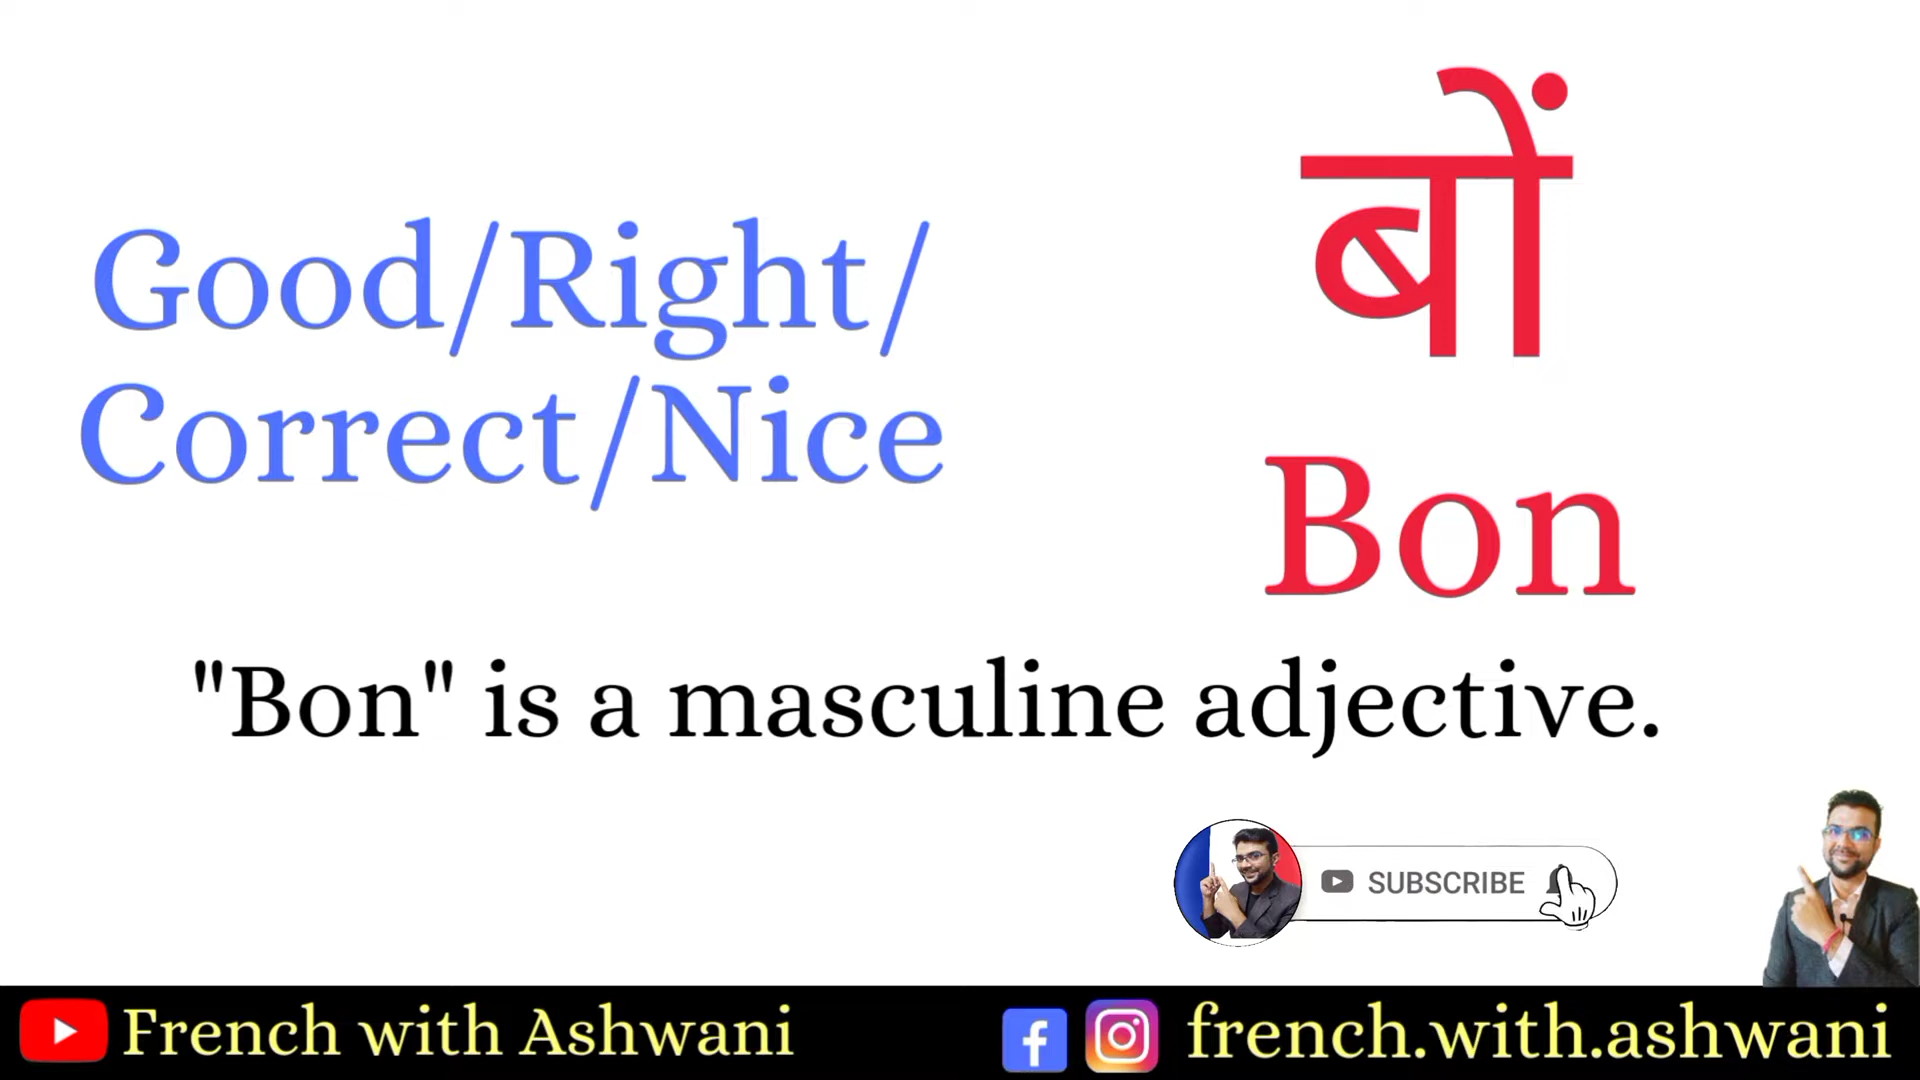 Good/Right/
Correct/Nice
बों
Bon
"Bon" is a masculine adjective.
SUBSCRIBE
French with Ashwani
french.with.ashwani